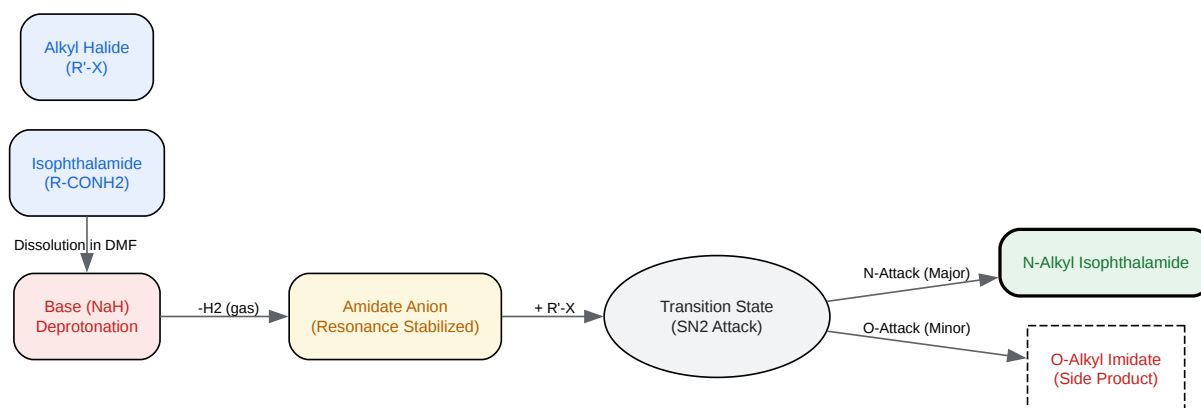 Alkyl Halide
(R'-X)
Isophthalamide
(R-CONH2)
Dissolution in DMF
Base (NaH)
Deprotonation
-H2 (gas)
Amidate Anion
(Resonance Stabilized)
+ R'-X
Transition State
(SN2 Attack)
N-Attack (Major)
N-Alkyl Isophthalamide
O-Attack (Minor)
O-Alkyl Imidate
(Side Product)